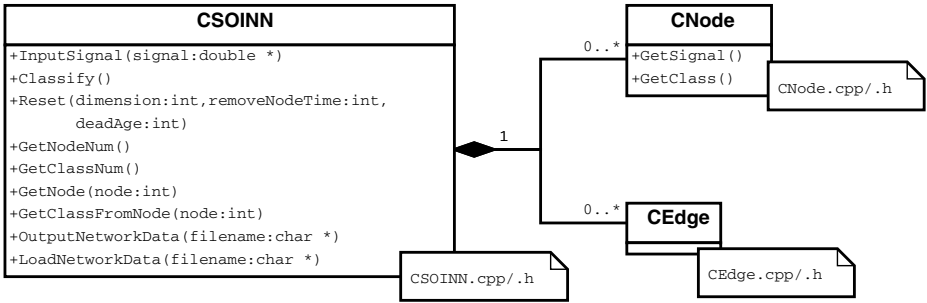 CSOINN
+InputSignal(signal:double *)
+Classify()
+Reset(dimension:int,removeNodeTime:int,
deadAge:int)
+GetNodeNum()
+GetClassNum()
+GetNode(node:int)
+GetClassFromNode(node:int)
+OutputNetworkData(filename:char *)
+LoadNetworkData(filename:char *)
CSOINN.cpp/.h
1
0..*
CNode
+GetSignal()
+GetClass()
CNode.cpp/.h
0..*
CEdge
CEdge.cpp/.h